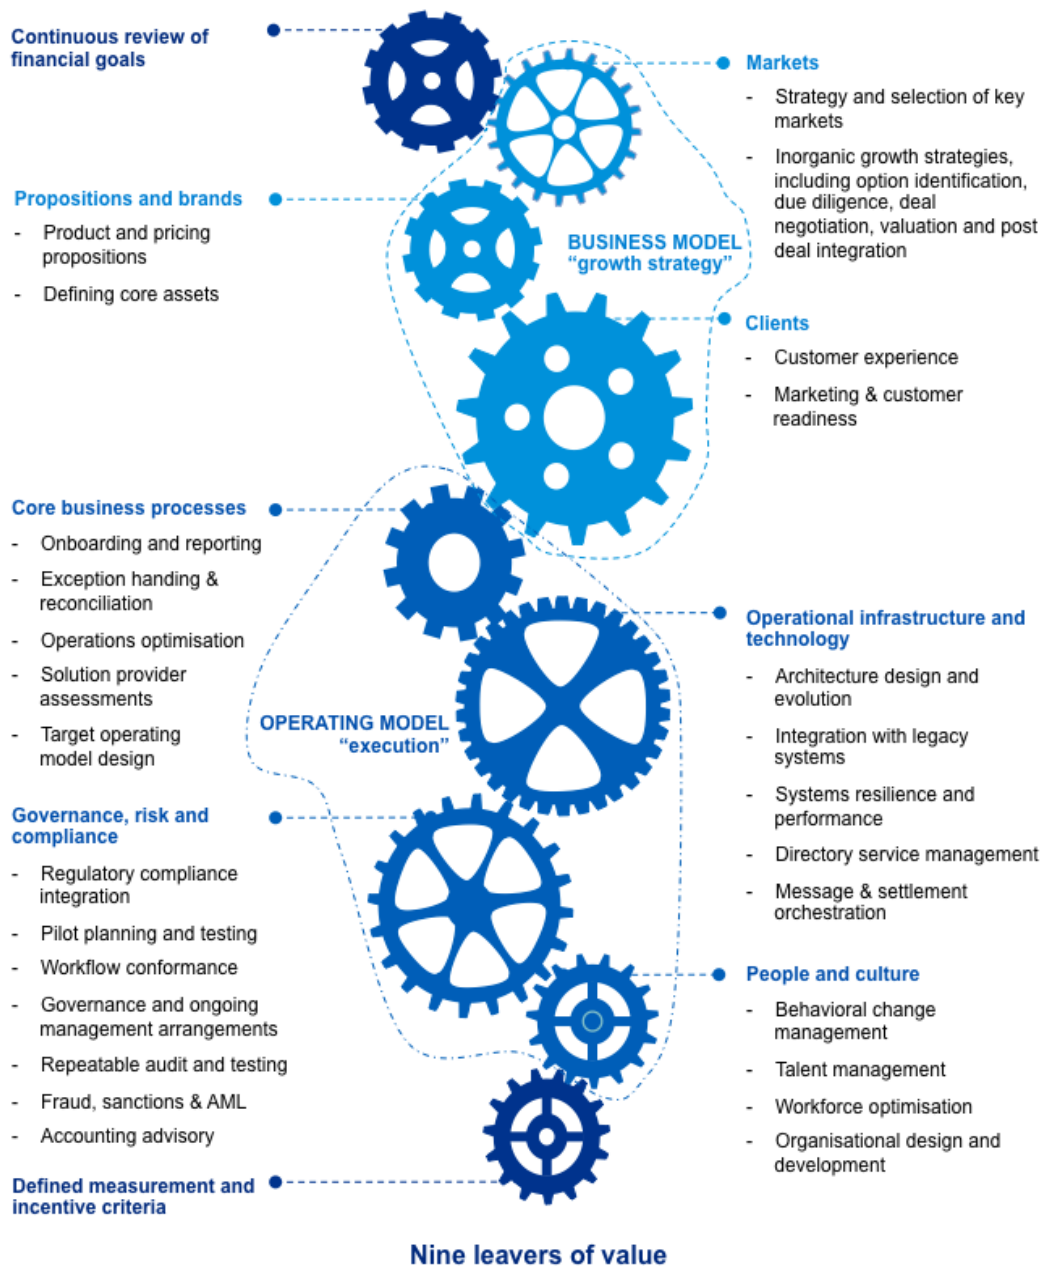 Continuous review of
financial goals
Markets
- Strategy and selection of key
markets
- Inorganic growth strategies,
including option identification,
due diligence, deal
negotiation, valuation and post
deal integration
Propositions and brands
- Product and pricing
propositions
- Defining core assets
BUSINESS MODEL
“growth strategy”
Clients
- Customer experience
- Marketing & customer
readiness
Core business processes
- Onboarding and reporting
- Exception handing &
reconciliation
- Operations optimisation
- Solution provider
assessments
- Target operating
model design
OPERATING MODEL
“execution”
Operational infrastructure and
technology
- Architecture design and
evolution
- Integration with legacy
systems
- Systems resilience and
performance
- Directory service management
- Message & settlement
orchestration
Governance, risk and
compliance
- Regulatory compliance
integration
- Pilot planning and testing
- Workflow conformance
- Governance and ongoing
management arrangements
- Repeatable audit and testing
- Fraud, sanctions & AML
- Accounting advisory
People and culture
- Behavioral change
management
- Talent management
- Workforce optimisation
- Organisational design and
development
Defined measurement and
incentive criteria
Nine leavers of value